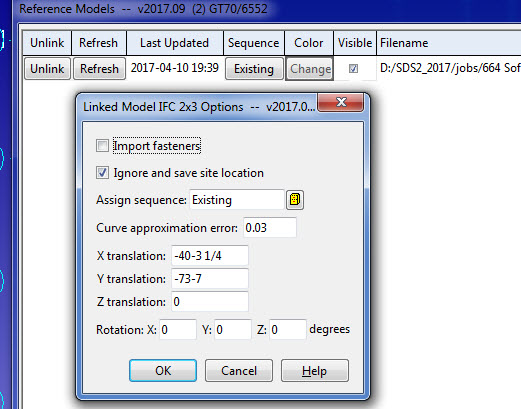 Reference Models -- v2017.09 (2) GT70/6552
Unlink Refresh Last Updated Sequence Color Visible Filename
Unlink Refresh 2017-04-10 19:39 Existing Change D:/SDS2_2017/jobs/664 Sof
Linked Model IFC 2x3 Options -- v2017.0...
Import fasteners
Ignore and save site location
Assign sequence: Existing
Curve approximation error: 0.03
X translation: -40-3 1/4
Y translation: -73-7
Z translation: 0
Rotation: X: 0 Y: 0 Z: 0 degrees
OK Cancel Help